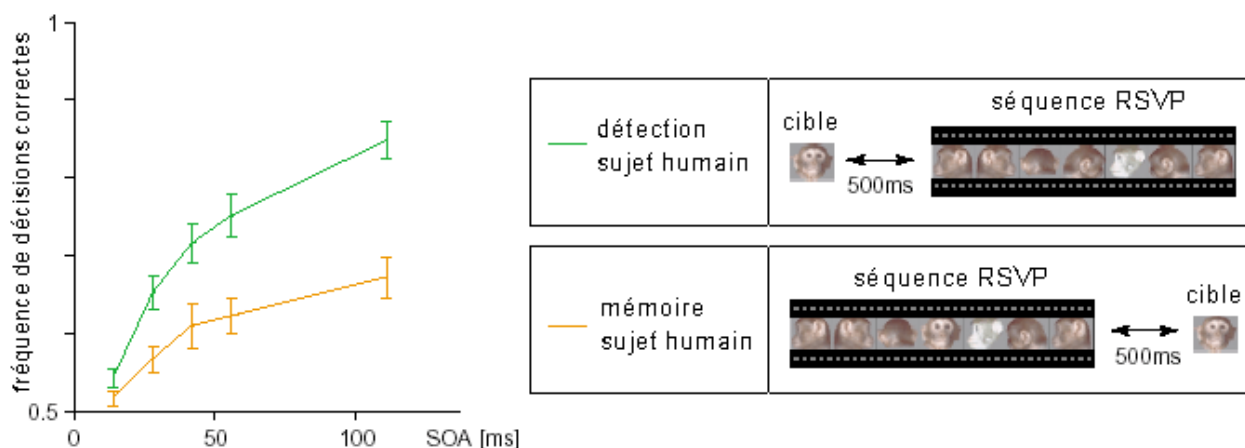 1
fréquence de décisions correctes
0.5
0
50
100
SOA [ms]
défection
sujet humain
cible
500ms
séquence RSVP
mémoire
sujet humain
séquence RSVP
500ms
cible